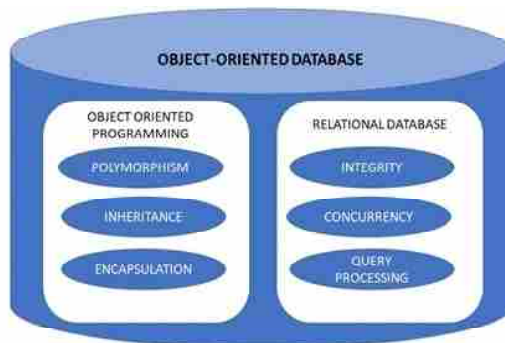 OBJECT-ORIENTED DATABASE
OBJECT ORIENTED
PROGRAMMING
POLYMORPHISM
INHERITANCE
ENCAPSULATION
RELATIONAL DATABASE
INTEGRITY
CONCURRENCY
QUERY
PROCESSING